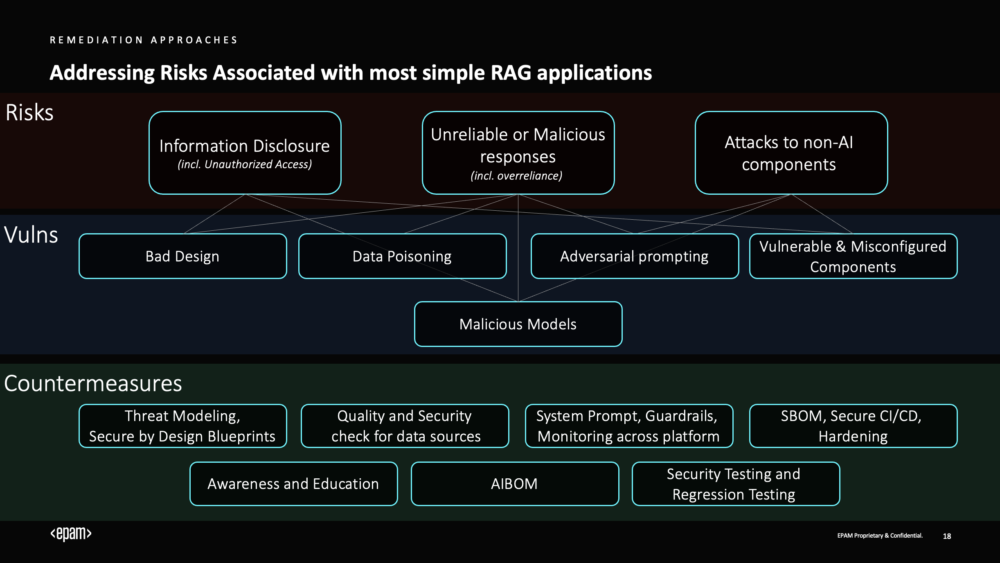 REMEDIATION APPROACHES
Addressing Risks Associated with most simple RAG applications
Risks
Information Disclosure
(incl. Unauthorized Access)
Unreliable or Malicious
responses
(incl. overreliance)
Attacks to non-AI
components
Vulns
Bad Design
Data Poisoning
Adversarial prompting
Vulnerable & Misconfigured
Components
Malicious Models
Countermeasures
Threat Modeling,
Secure by Design Blueprints
Quality and Security
check for data sources
System Prompt, Guardrails,
Monitoring across platform
SBOM, Secure CI/CD,
Hardening
Awareness and Education
AIBOM
Security Testing and
Regression Testing
<epam>
EPAM Proprietary & Confidential.
18